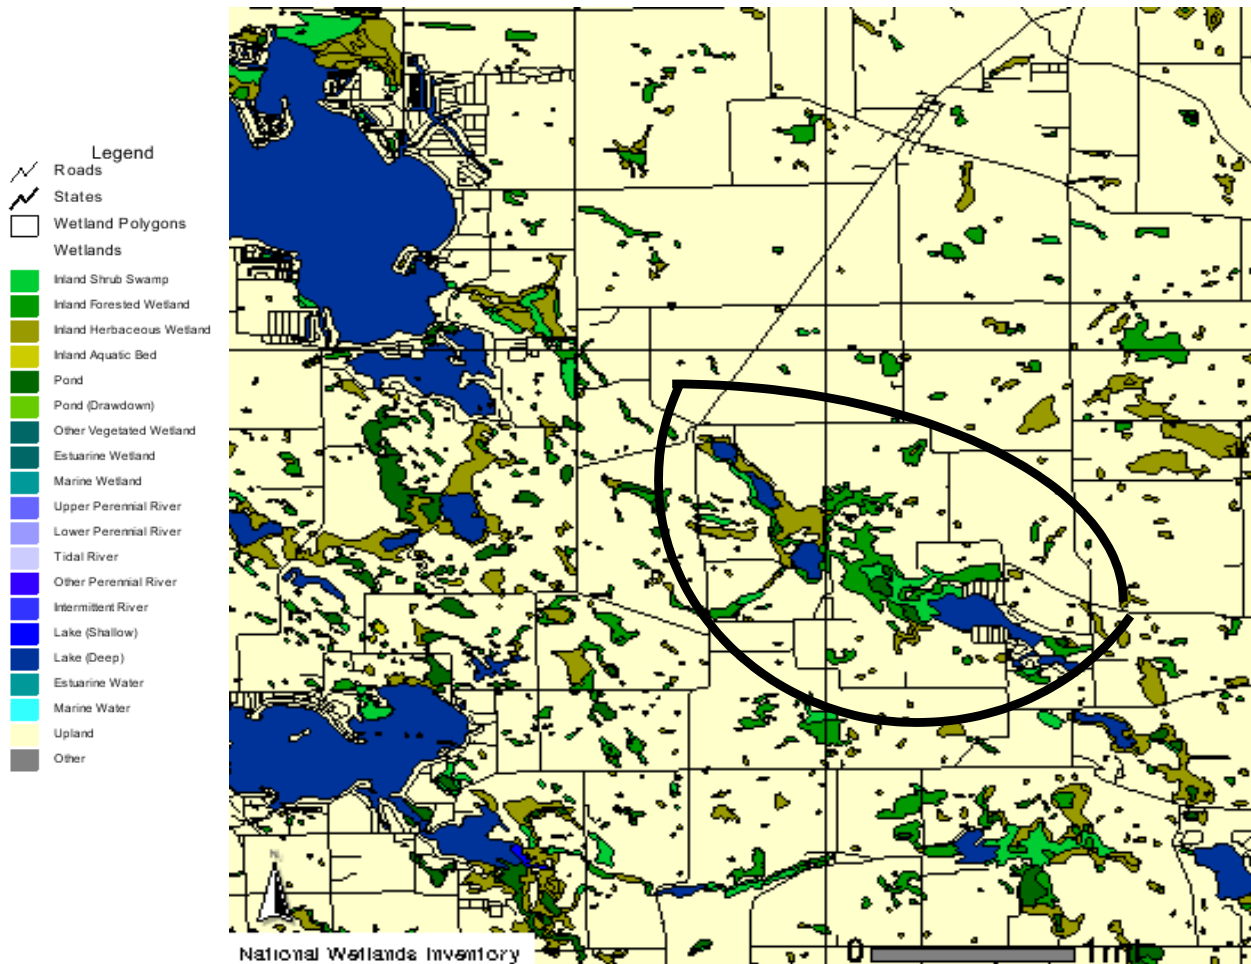 Legend
Roads
States
Wetland Polygons
Wetlands
Inland Shrub Swamp
Inland Forested Wetland
Inland Herbaceous Wetland
Inland Aquatic Bed
Pond
Pond (Drawdown)
Other Vegetated Wetland
Estuarine Wetland
Marine Wetland
Upper Perennial River
Lower Perennial River
Tidal River
Other Perennial River
Intermittent River
Lake (Shallow)
Lake (Deep)
Estuarine Water
Marine Water
Upland
Other
N
National Wetlands Inventory
0 1mi